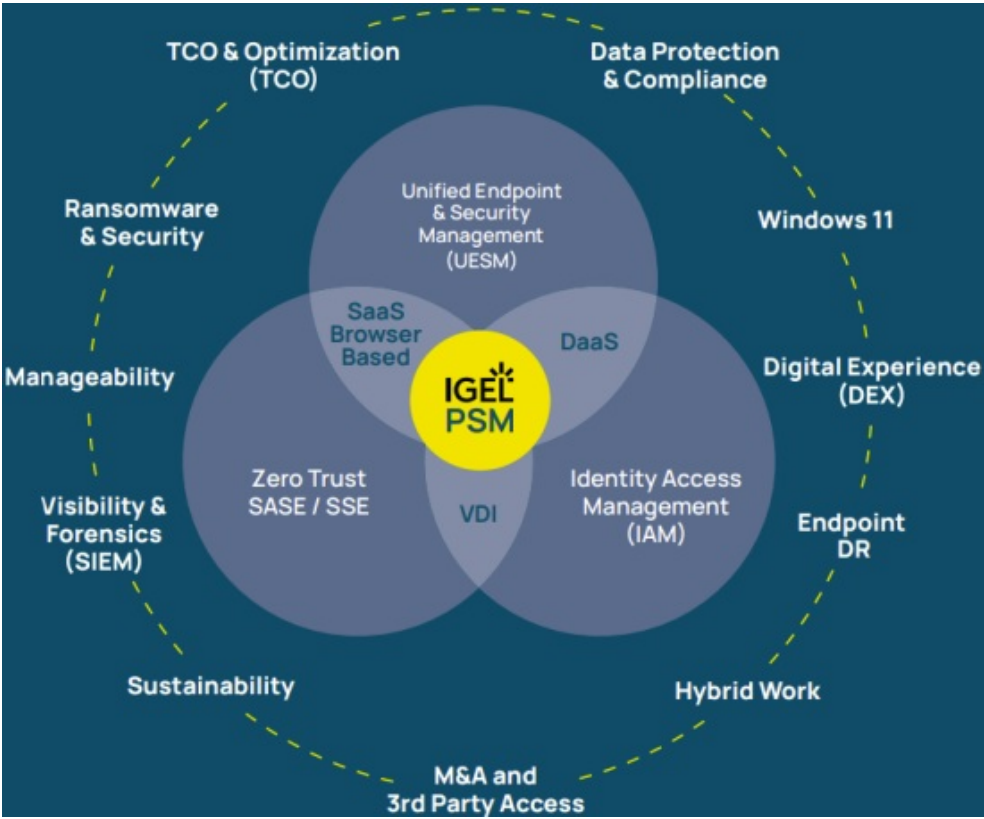 TCO & Optimization
(TCO)
Data Protection
& Compliance
Ransomware
& Security
Unified Endpoint
& Security
Management
(UESM)
Windows 11
SaaS
Browser
Based
DaaS
Manageability
IGEL
PSM
Digital Experience
(DEX)
Zero Trust
SASE / SSE
VDI
Identity Access
Management
(IAM)
Visibility &
Forensics
(SIEM)
Endpoint
DR
Sustainability
Hybrid Work
M&A and
3rd Party Access